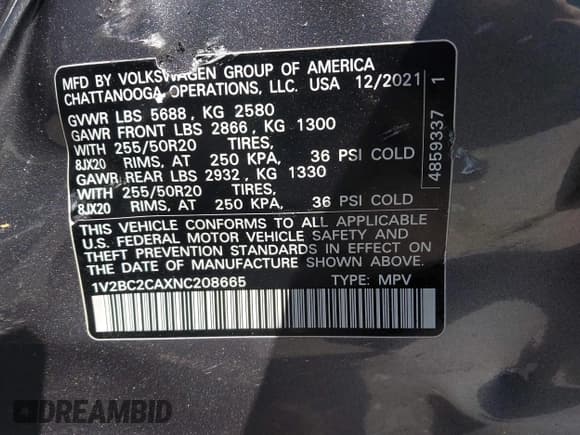 MFD BY VOLKSWAGEN GROUP OF AMERICA
CHATTANOOGA OPERATIONS, LLC. USA 12/2021
GVWR LBS 5688, KG 2580
GAWR FRONT LBS 2866, KG 1300
WITH 255/50R20 TIRES,
8JX20 RIMS, AT 250 KPA, 36 PSI COLD
GAWR REAR LBS 2932, KG 1330
WITH 255/50R20 TIRES,
8JX20 RIMS, AT 250 KPA, 36 PSI COLD
THIS VEHICLE CONFORMS TO ALL APPLICABLE
U.S. FEDERAL MOTOR VEHICLE SAFETY AND
THEFT PREVENTION STANDARDS IN EFFECT ON
THE DATE OF MANUFACTURE SHOWN ABOVE.
1V2BC2CAXNC208665 TYPE: MPV
4859337 1
DREAMBID